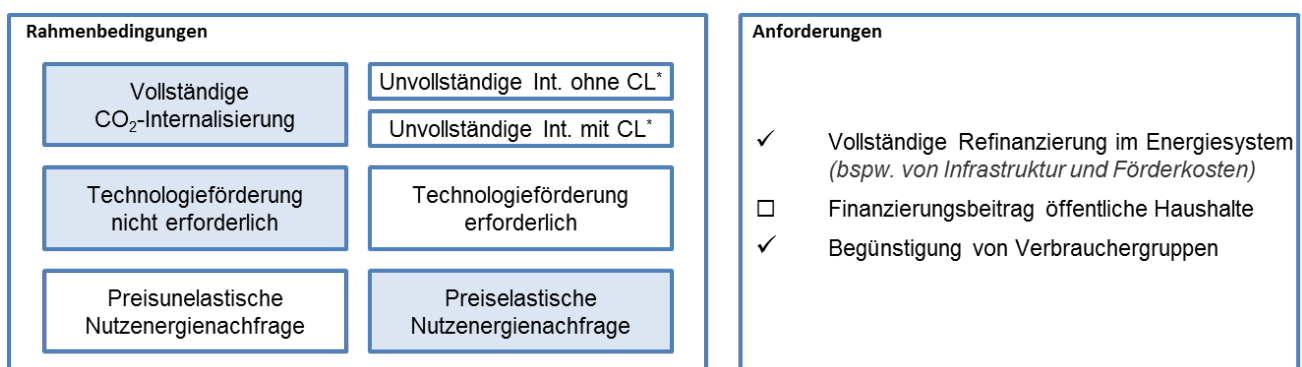 Rahmenbedingungen
Vollständige
CO₂-Internalisierung
Unvollständige Int. ohne CL*
Unvollständige Int. mit CL*
Technologieförderung
nicht erforderlich
Technologieförderung
erforderlich
Preisunelastische
Nutzenergienachfrage
Preiselastische
Nutzenergienachfrage
Anforderungen
✓ Vollständige Refinanzierung im Energiesystem
(bspw. von Infrastruktur und Förderkosten)
☐ Finanzierungsbeitrag öffentliche Haushalte
✓ Begünstigung von Verbrauchergruppen